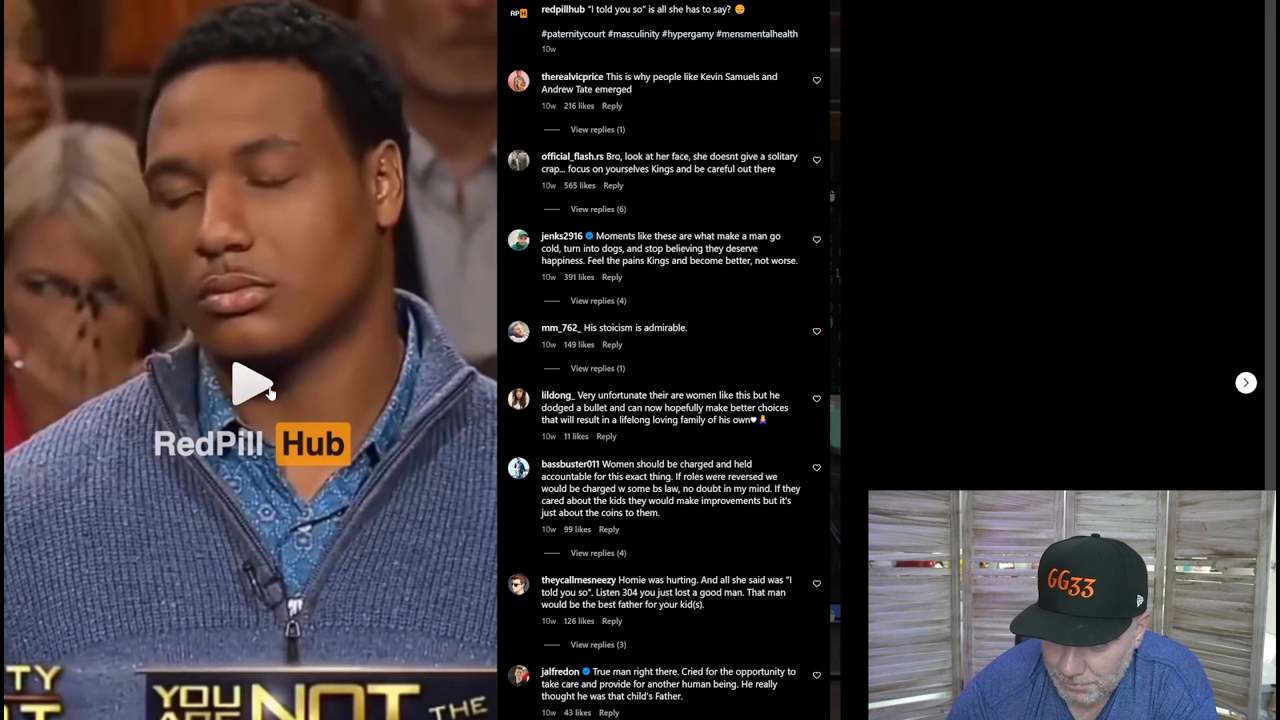 RedPill Hub
TY
YOU NOT THE
RPH
redpillhub “I told you so” is all she has to say? 😔
#paternitycourt #masculinity #hypergamy #mensmentalhealth
10w
therealvicprice This is why people like Kevin Samuels and
Andrew Tate emerged
10w 216 likes Reply
View replies (1)
official_flash.rs Bro, look at her face, she doesnt give a solitary
crap... focus on yourselves Kings and be careful out there
10w 565 likes Reply
View replies (6)
jenks2916 Moments like these are what make a man go
cold, turn into dogs, and stop believing they deserve
happiness. Feel the pains Kings and become better, not worse.
10w 391 likes Reply
View replies (4)
mm_762_ His stoicism is admirable.
10w 149 likes Reply
View replies (1)
lildong_ Very unfortunate their are women like this but he
dodged a bullet and can now hopefully make better choices
that will result in a lifelong loving family of his own♥
10w 11 likes Reply
bassbuster011 Women should be charged and held
accountable for this exact thing. If roles were reversed we
would be charged w some bs law, no doubt in my mind. If they
cared about the kids they would make improvements but it's
just about the coins to them.
10w 99 likes Reply
View replies (4)
theycallmesneezy Homie was hurting. And all she said was “I
told you so”. Listen 304 you just lost a good man. That man
would be the best father for your kid(s).
10w 126 likes Reply
View replies (3)
jalfredon True man right there. Cried for the opportunity to
take care and provide for another human being. He really
thought he was that child's Father.
10w 43 likes Reply
GG33